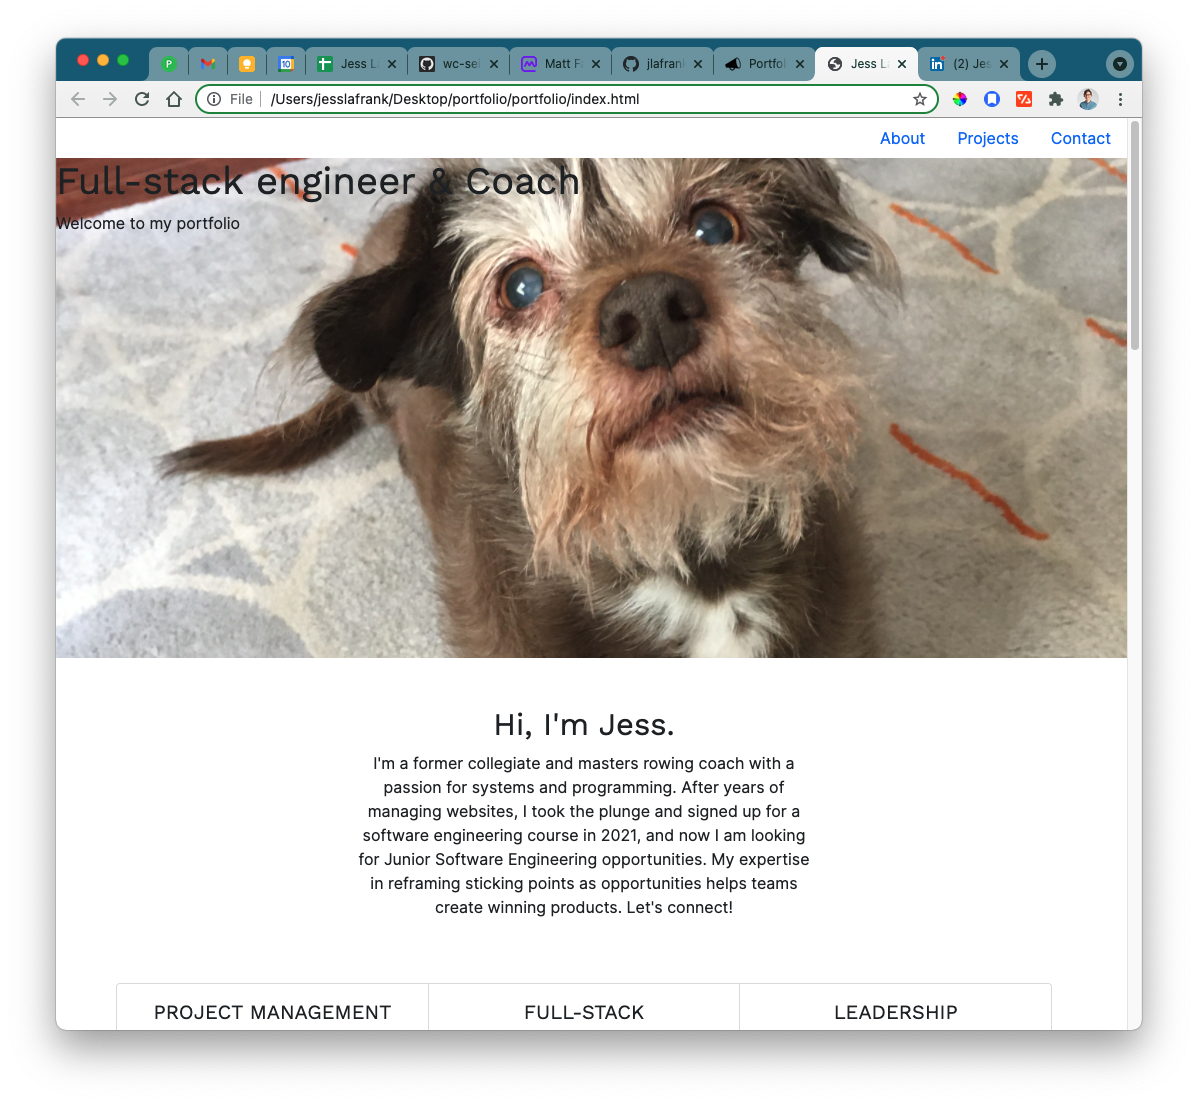 P
10
Jess L
wc-sei
Matt F
jlafran
Portfol
Jess L
in
(2) Jes
File
/Users/jesslafrank/Desktop/portfolio/portfolio/index.html
About
Projects
Contact
Full-stack engineer & Coach
Welcome to my portfolio
Hi, I'm Jess.
I'm a former collegiate and masters rowing coach with a
passion for systems and programming. After years of
managing websites, I took the plunge and signed up for a
software engineering course in 2021, and now I am looking
for Junior Software Engineering opportunities. My expertise
in reframing sticking points as opportunities helps teams
create winning products. Let's connect!
PROJECT MANAGEMENT
FULL-STACK
LEADERSHIP